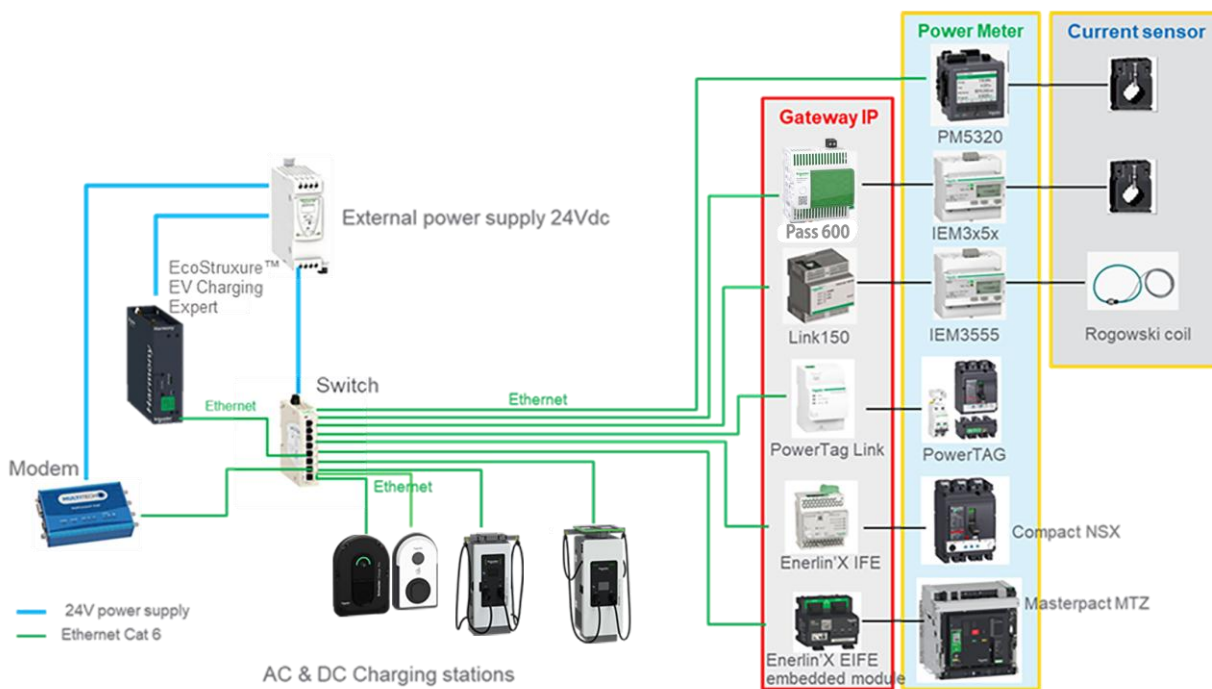 Power Meter
Current sensor
PM5320
Gateway IP
Pass 600
IEM3x5x
External power supply 24Vdc
EcoStruxure™
EV Charging
Expert
Harmony
Link150
IEM3555
Rogowski coil
Switch
Ethernet
Ethernet
PowerTag Link
PowerTAG
Modem
MULTITECH
Ethernet
Compact NSX
Enerlin'X IFE
Masterpact MTZ
24V power supply
Ethernet Cat 6
Enerlin'X EIFE
embedded module
AC & DC Charging stations